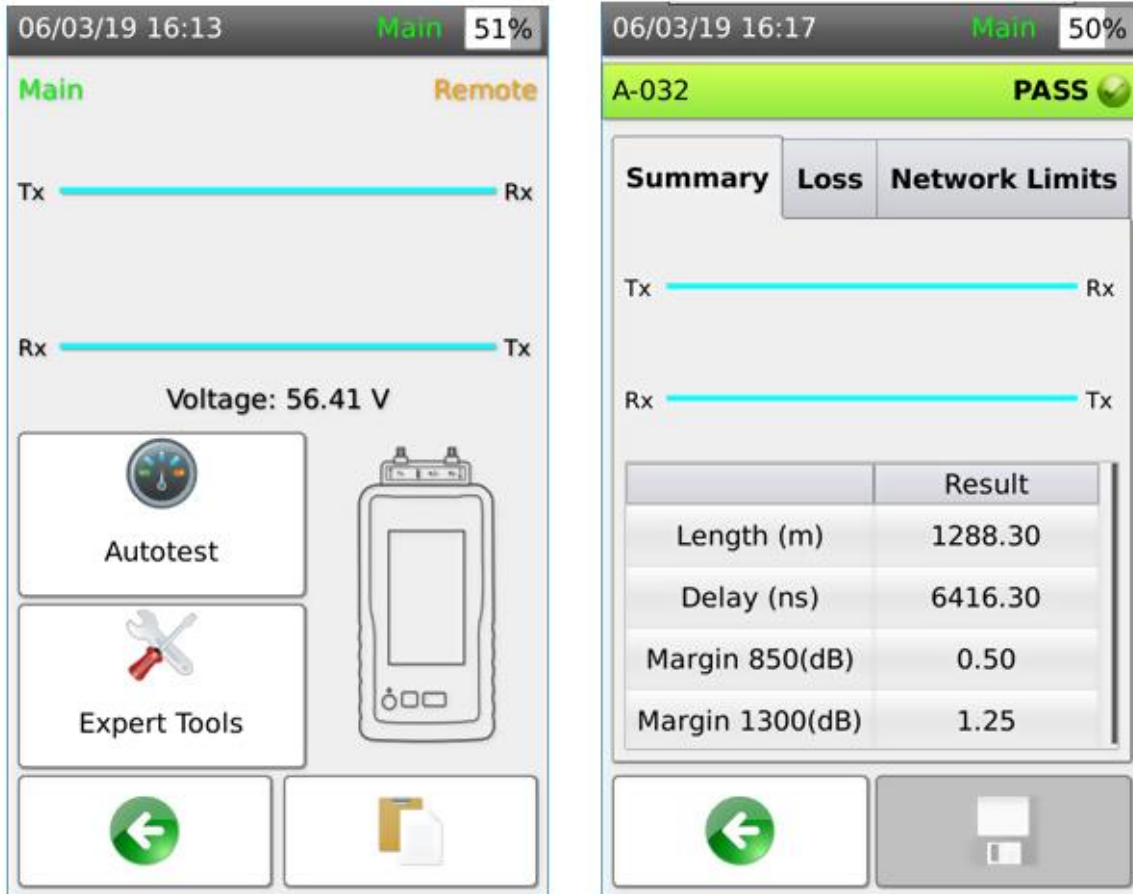 06/03/19 16:13 Main 51%
Main Remote
Tx Rx
Rx Tx
Voltage: 56.41 V
Autotest
Expert Tools
06/03/19 16:17 Main 50%
A-032 PASS
Summary Loss Network Limits
Tx Rx
Rx Tx
Result
Length (m) 1288.30
Delay (ns) 6416.30
Margin 850(dB) 0.50
Margin 1300(dB) 1.25